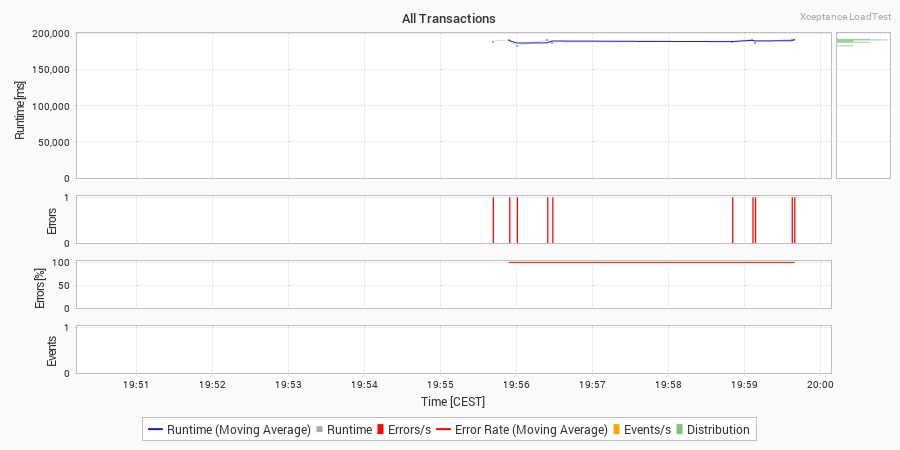 All Transactions
Xceptance LoadTest
Runtime [ms]
200,000
150,000
100,000
50,000
0
Errors
1
0
Errors [%]
100
50
0
Events
1
0
19:51 19:52 19:53 19:54 19:55 19:56 19:57 19:58 19:59 20:00
Time [CEST]
Runtime (Moving Average) Runtime Errors/s Error Rate (Moving Average) Events/s Distribution